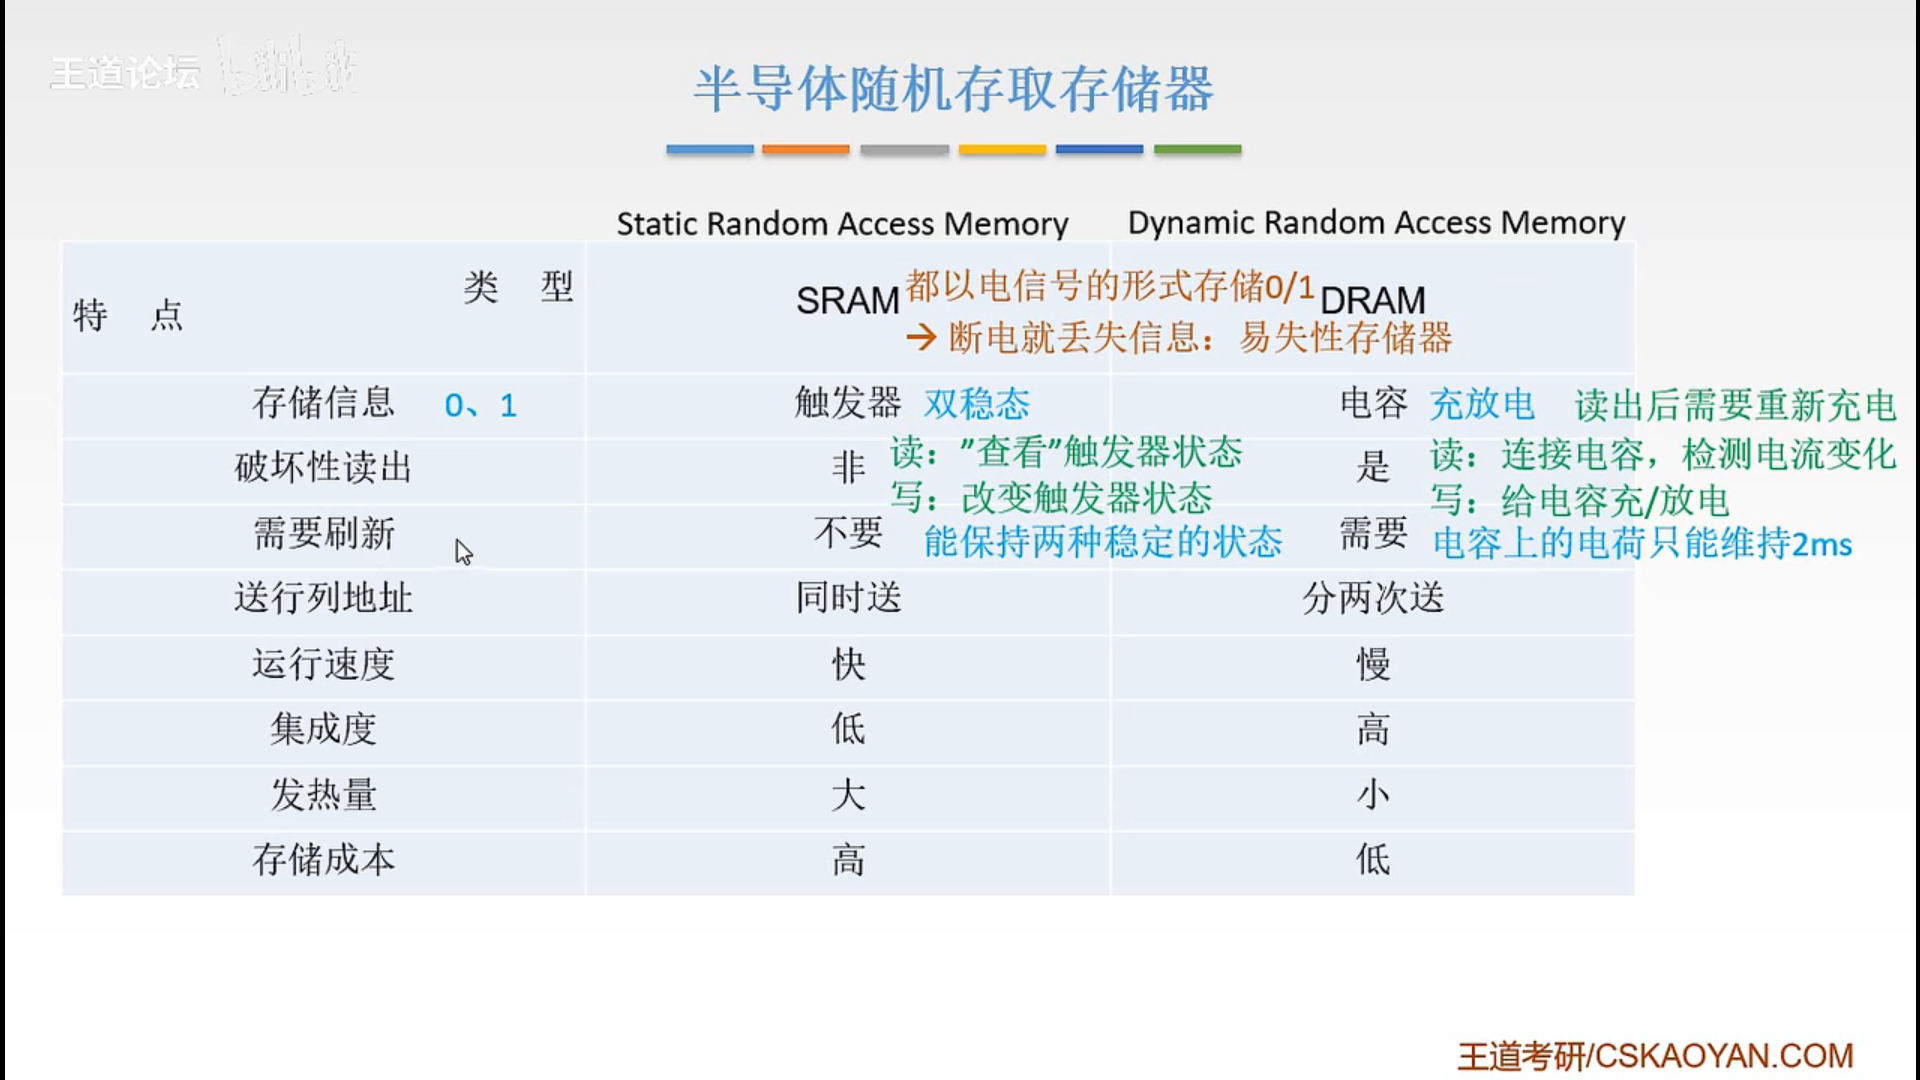 王道论坛 bilibili
半导体随机存取存储器
Static Random Access Memory Dynamic Random Access Memory
类 型
特 点
SRAM 都以电信号的形式存储0/1 DRAM
→ 断电就丢失信息：易失性存储器
存储信息 0、1 触发器 双稳态 电容 充放电 读出后需要重新充电
破坏性读出 非 读：”查看”触发器状态 是 读：连接电容，检测电流变化
写：改变触发器状态 写：给电容充/放电
需要刷新 不要 能保持两种稳定的状态 需要 电容上的电荷只能维持2ms
送行列地址 同时送 分两次送
运行速度 快 慢
集成度 低 高
发热量 大 小
存储成本 高 低
王道考研/CSKAOYAN.COM